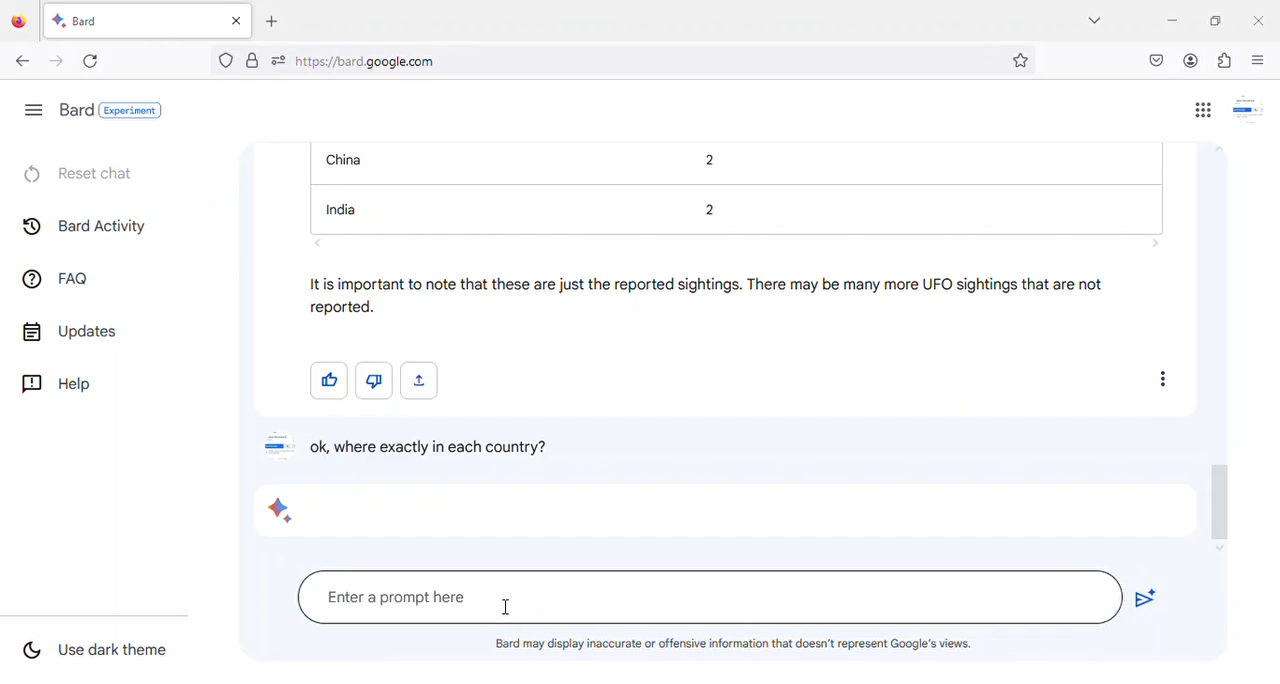 Bard
https://bard.google.com
Bard Experiment
Reset chat
Bard Activity
FAQ
Updates
Help
Use dark theme
China 2
India 2
It is important to note that these are just the reported sightings. There may be many more UFO sightings that are not
reported.
ok, where exactly in each country?
Enter a prompt here
Bard may display inaccurate or offensive information that doesn't represent Google's views.